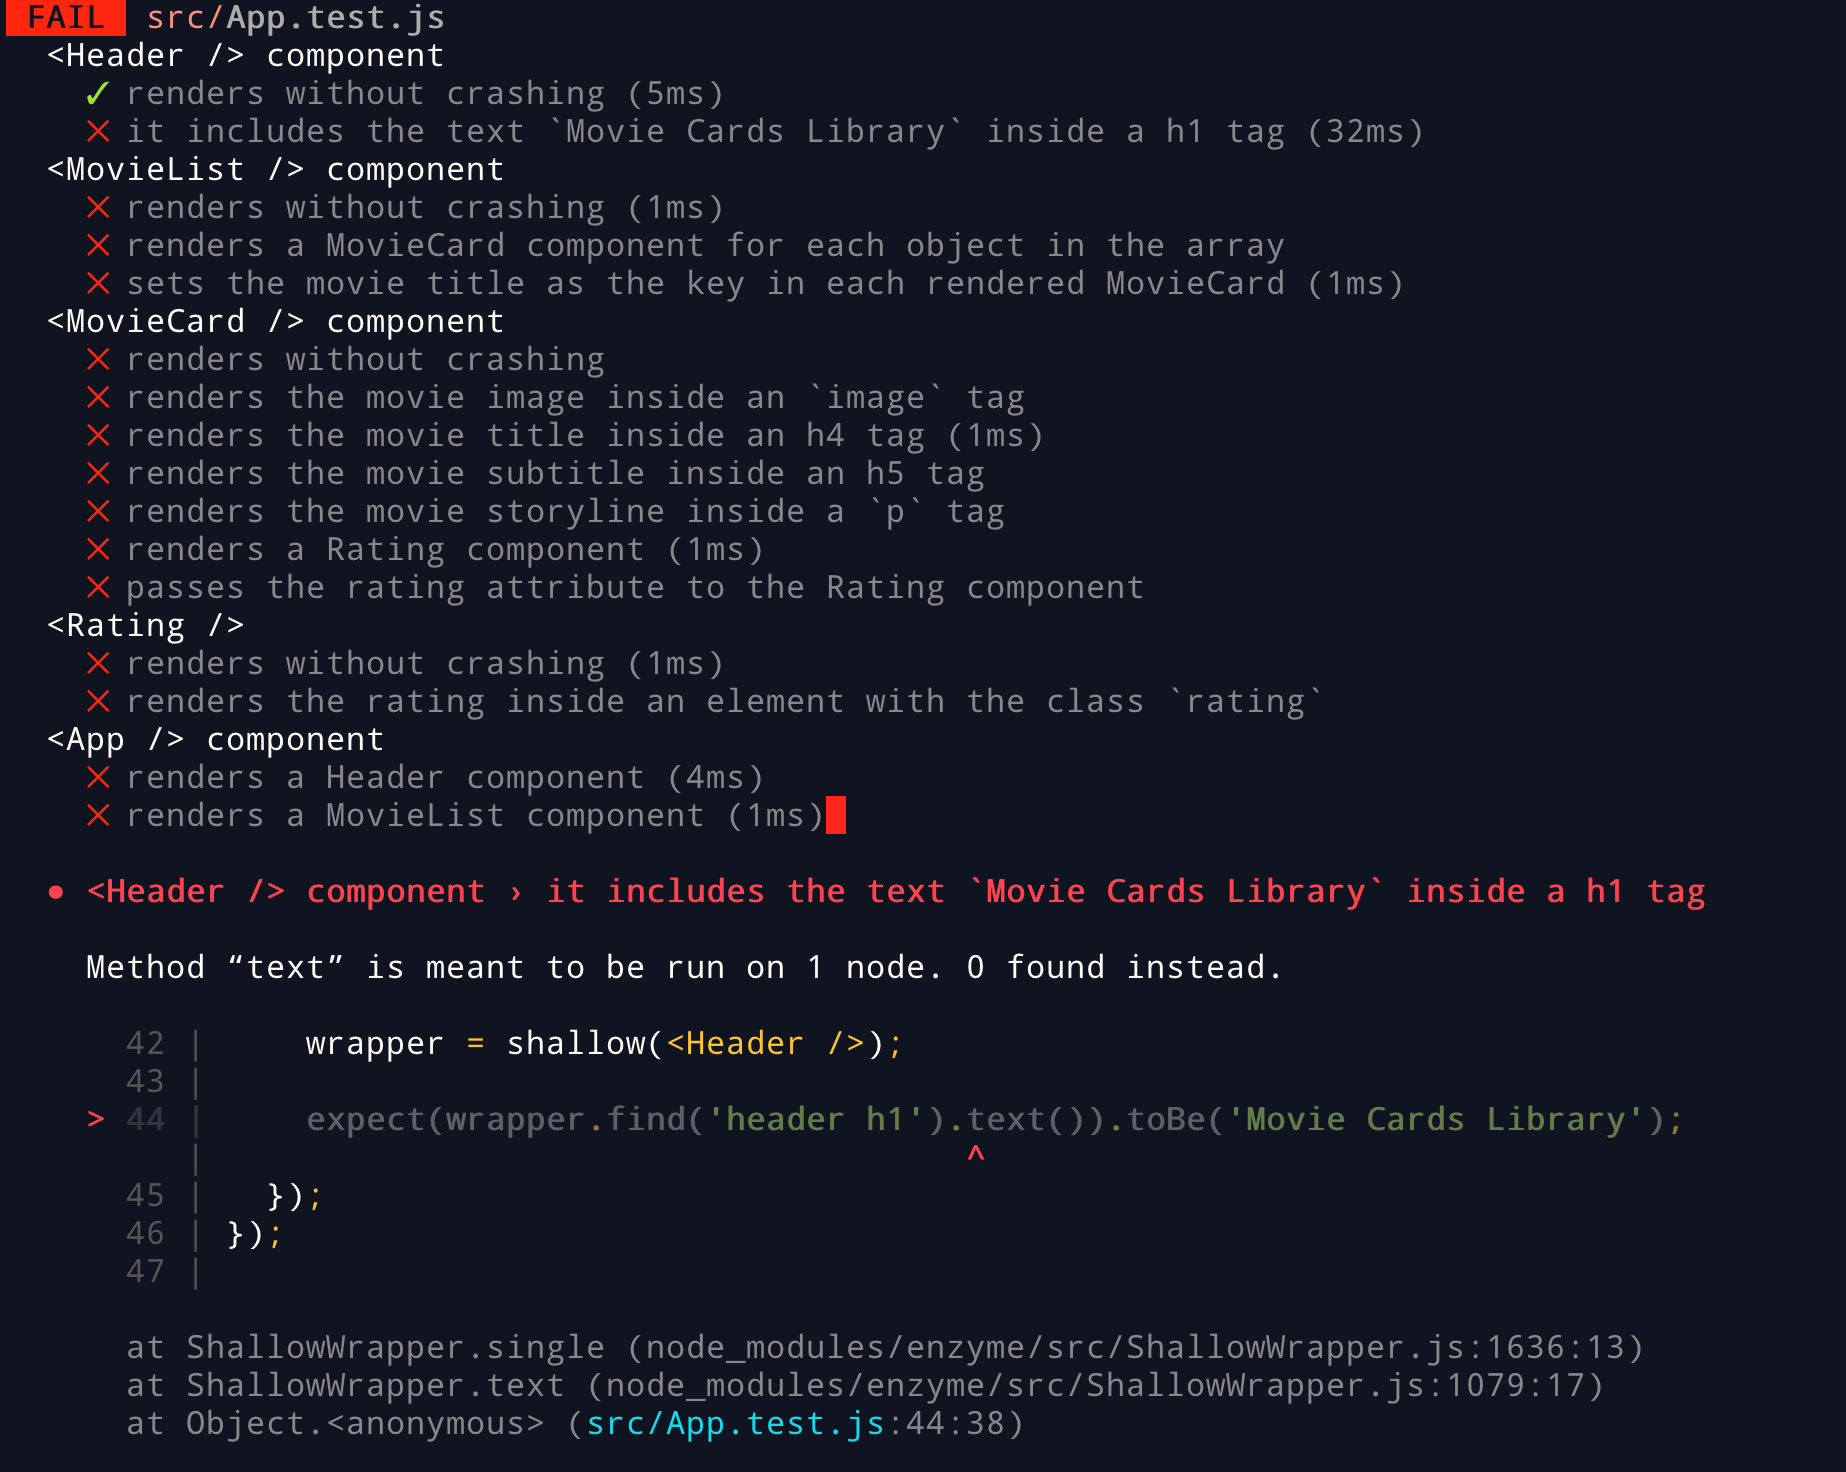 FAIL src/App.test.js
<Header /> component
✓ renders without crashing (5ms)
✕ it includes the text `Movie Cards Library` inside a h1 tag (32ms)
<MovieList /> component
✕ renders without crashing (1ms)
✕ renders a MovieCard component for each object in the array
✕ sets the movie title as the key in each rendered MovieCard (1ms)
<MovieCard /> component
✕ renders without crashing
✕ renders the movie image inside an `image` tag
✕ renders the movie title inside an h4 tag (1ms)
✕ renders the movie subtitle inside an h5 tag
✕ renders the movie storyline inside a `p` tag
✕ renders a Rating component (1ms)
✕ passes the rating attribute to the Rating component
<Rating />
✕ renders without crashing (1ms)
✕ renders the rating inside an element with the class `rating`
<App /> component
✕ renders a Header component (4ms)
✕ renders a MovieList component (1ms)
● <Header /> component › it includes the text `Movie Cards Library` inside a h1 tag
Method “text” is meant to be run on 1 node. 0 found instead.
42 | wrapper = shallow(<Header />);
43 |
> 44 | expect(wrapper.find('header h1').text()).toBe('Movie Cards Library');
| ^
45 | });
46 | });
47 |
at ShallowWrapper.single (node_modules/enzyme/src/ShallowWrapper.js:1636:13)
at ShallowWrapper.text (node_modules/enzyme/src/ShallowWrapper.js:1079:17)
at Object.<anonymous> (src/App.test.js:44:38)